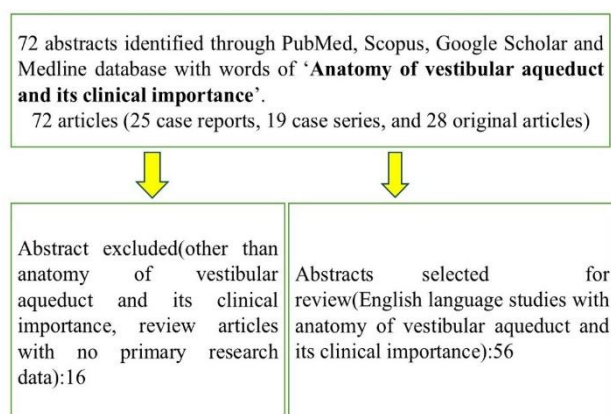 72 abstracts identified through PubMed, Scopus, Google Scholar and
Medline database with words of ‘Anatomy of vestibular aqueduct
and its clinical importance’.
72 articles (25 case reports, 19 case series, and 28 original articles)
Abstract excluded(other than
anatomy of vestibular
aqueduct and its clinical
importance, review articles
with no primary research
data):16
Abstracts selected for
review(English language studies with
anatomy of vestibular aqueduct and
its clinical importance):56